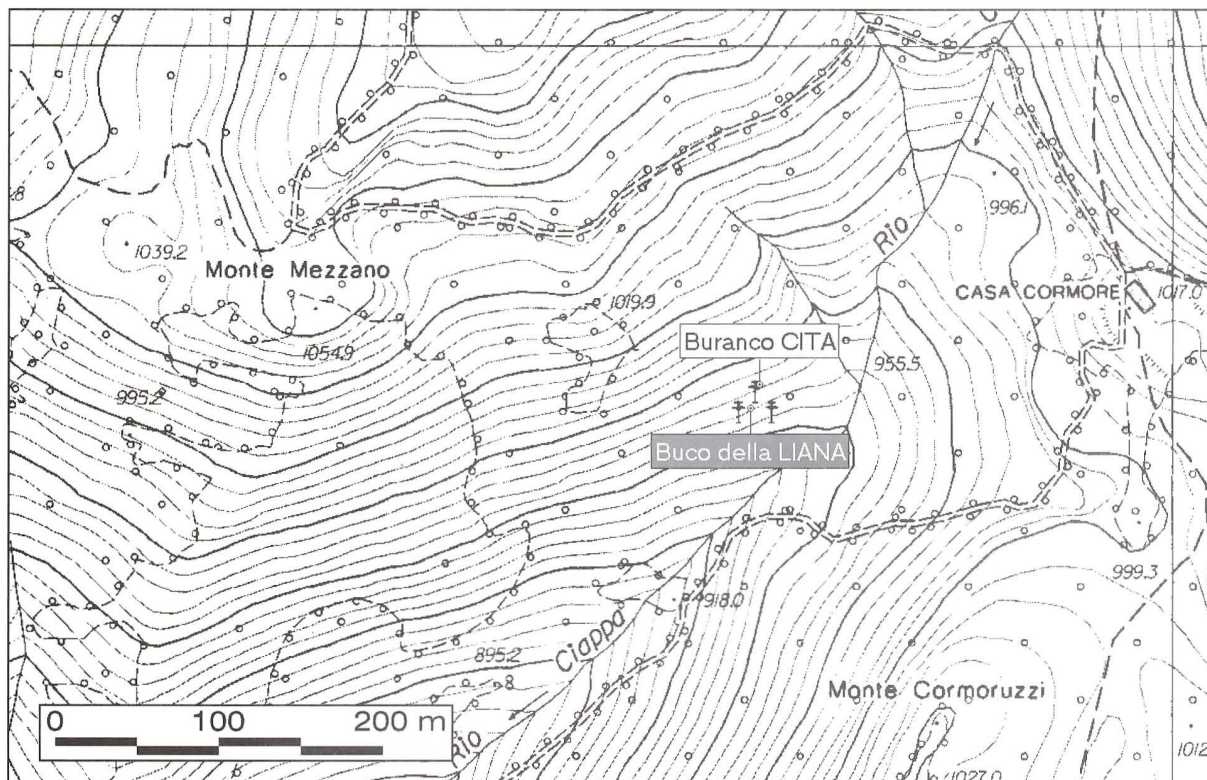 996.1
Rio
1039.2
Monte Mezzano
CASA CORMORE
1017.0
1019.9
Buranco CITA
1054.9
955.5
995.2
Buco della LIANA
999.3
918.0
Ciappa
895.2
Monte Cormoruzzi
0 100 200 m
Rio
1012
1027.0